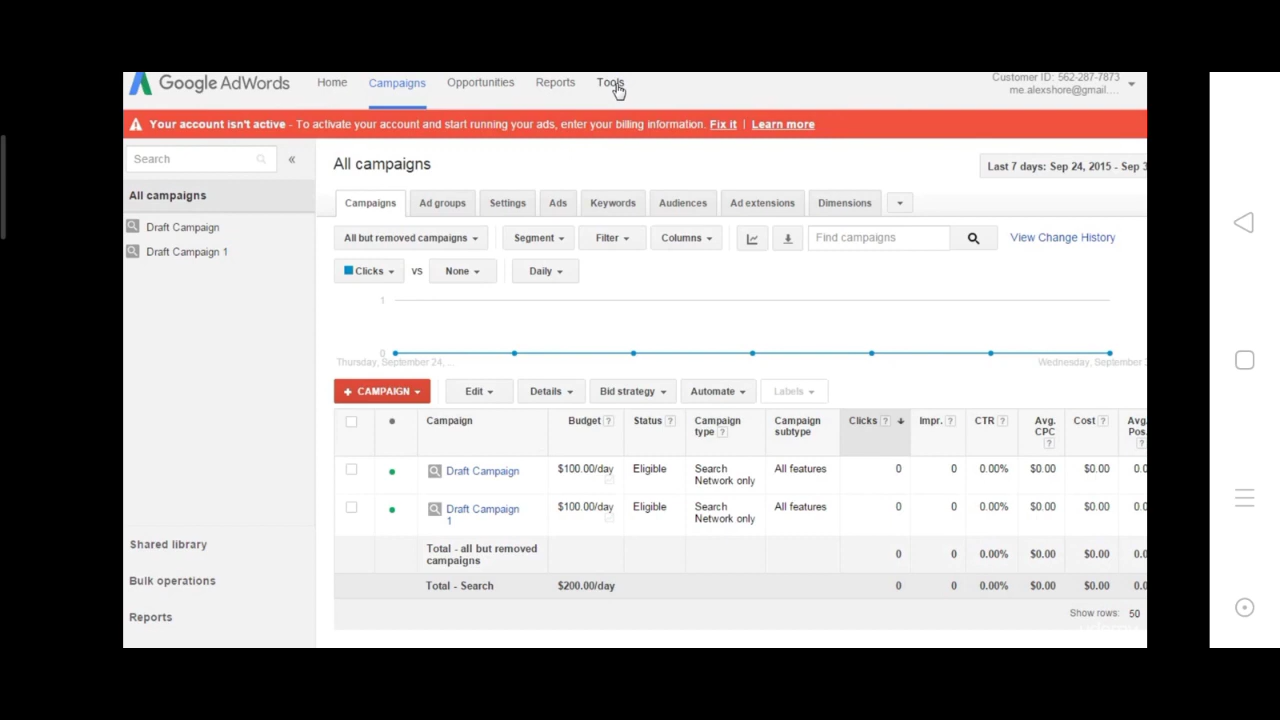 Google AdWords Home Campaigns Opportunities Reports Tools
Customer ID: 562-287-7873
me.alexshore@gmail....
Your account isn't active - To activate your account and start running your ads, enter your billing information. Fix it | Learn more
Search «
All campaigns
Draft Campaign
Draft Campaign 1
Shared library
Bulk operations
Reports
All campaigns
Last 7 days: Sep 24, 2015 - Sep 3
Campaigns Ad groups Settings Ads Keywords Audiences Ad extensions Dimensions
All but removed campaigns Segment Filter Columns Find campaigns View Change History
Clicks vs None Daily
1
0
Thursday, September 24, ... Wednesday, September
+ CAMPAIGN Edit Details Bid strategy Automate Labels
Campaign Budget ? Status ? Campaign type ? Campaign subtype Clicks ? Impr. ? CTR ? Avg. CPC ? Cost ? Avg. Pos. ?
Draft Campaign $100.00/day Eligible Search Network only All features 0 0 0.00% $0.00 $0.00 0.0
Draft Campaign 1 $100.00/day Eligible Search Network only All features 0 0 0.00% $0.00 $0.00 0.0
Total - all but removed campaigns 0 0 0.00% $0.00 $0.00 0.0
Total - Search $200.00/day 0 0 0.00% $0.00 $0.00 0.0
Show rows: 50